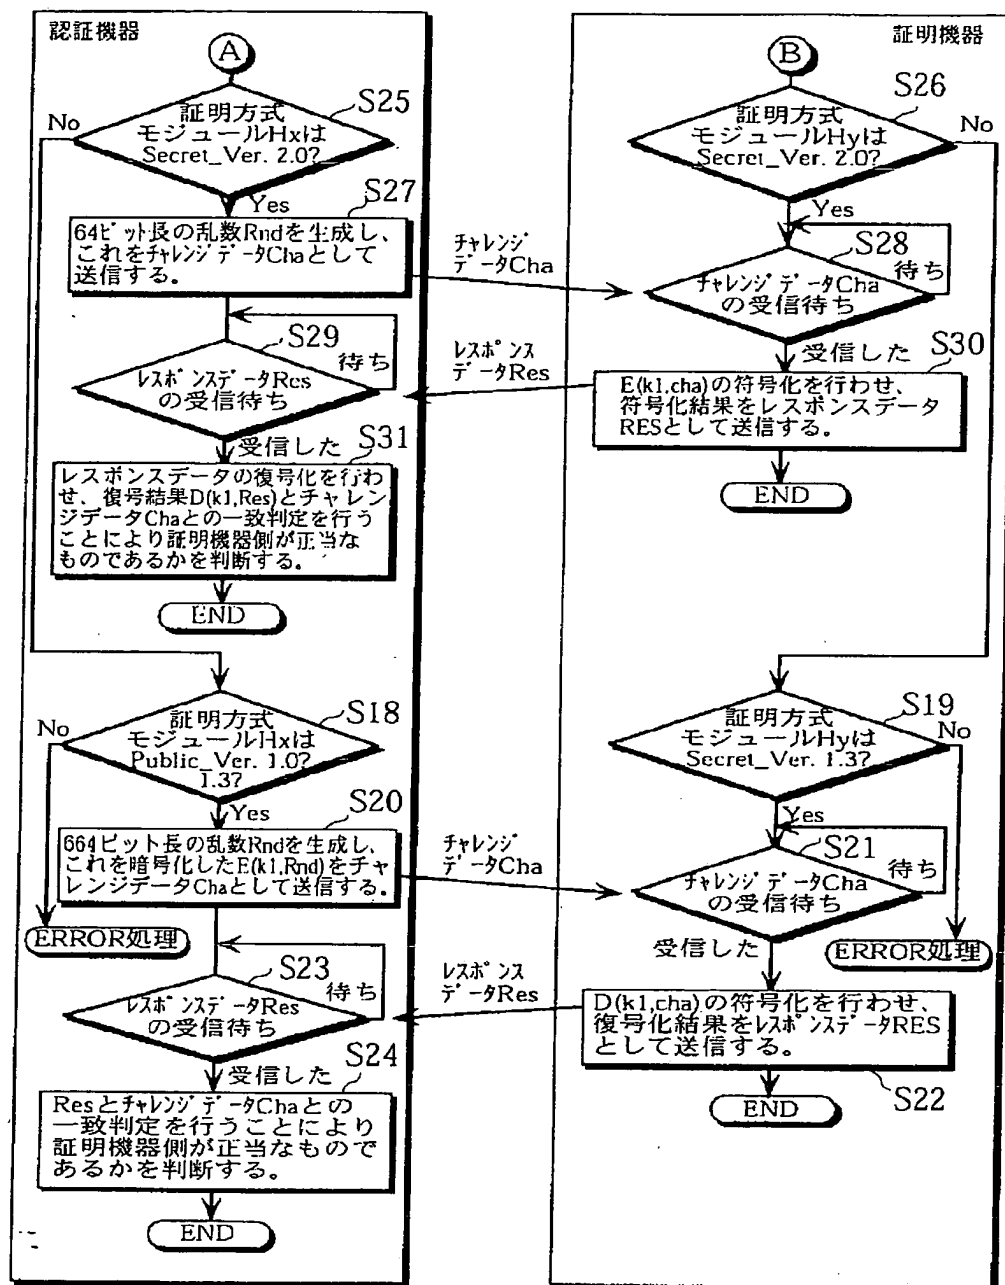 認証機器
A
S25
証明方式
モジュールHxは
Secret_Ver. 2.0?
No
Yes
S27
64ビット長の乱数Rndを生成し、
これをチャレンジデータChaとして
送信する。
チャレンジ
データCha
S29
レスポンスデータRes
の受信待ち
待ち
レスポンス
データRes
受信した
S31
レスポンスデータの復号化を行わ
せ、復号結果D(k1,Res)とチャレン
ジデータChaとの一致判定を行う
ことにより証明機器側が正当な
ものであるかを判断する。
END
S18
証明方式
モジュールHxは
Public_Ver. 1.0?
1.3?
No
Yes
S20
664ビット長の乱数Rndを生成し、
これを暗号化したE(k1,Rnd)をチャ
レンジデータChaとして送信する。
チャレンジ
データCha
ERROR処理
S23
レスポンスデータRes
の受信待ち
待ち
レスポンス
データRes
受信した
S24
ResとチャレンジデータChaとの
一致判定を行うことにより
証明機器側が正当なもので
あるかを判断する。
END
証明機器
B
S26
証明方式
モジュールHyは
Secret_Ver. 2.0?
No
Yes
S28
チャレンジデータCha
の受信待ち
待ち
受信した
S30
E(k1,cha)の符号化を行わせ、
符号化結果をレスポンスデータ
RESとして送信する。
END
S19
証明方式
モジュールHyは
Secret_Ver. 1.3?
No
Yes
S21
チャレンジデータCha
の受信待ち
待ち
受信した
ERROR処理
D(k1,cha)の符号化を行わせ、
復号化結果をレスポンスデータRES
として送信する。
S22
END